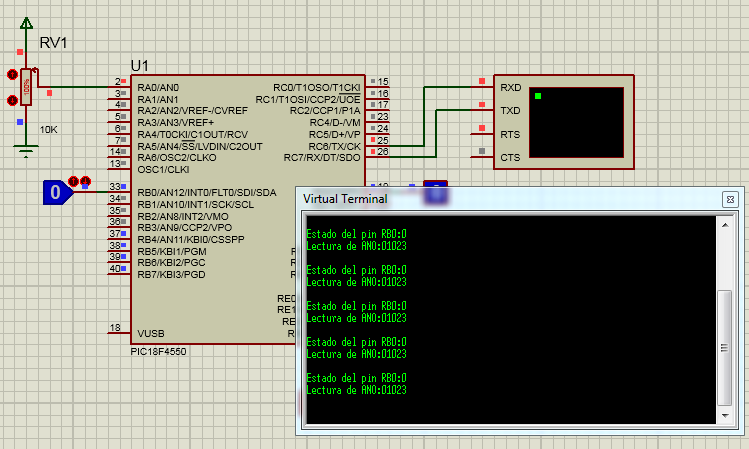 RV1
100%
10K
0
U1
2 RA0/AN0
3 RA1/AN1
4 RA2/AN2/VREF-/CVREF
5 RA3/AN3/VREF+
6 RA4/T0CKI/C1OUT/RCV
7 RA5/AN4/SS/LVDIN/C2OUT
14 RA6/OSC2/CLKO
13 OSC1/CLKI
33 RB0/AN12/INT0/FLT0/SDI/SDA
34 RB1/AN10/INT1/SCK/SCL
35 RB2/AN8/INT2/VMO
36 RB3/AN9/CCP2/VPO
37 RB4/AN11/KBI0/CSSPP
38 RB5/KBI1/PGM
39 RB6/KBI2/PGC
40 RB7/KBI3/PGD
18 VUSB
PIC18F4550
RC0/T1OSO/T1CKI 15
RC1/T1OSI/CCP2/UOE 16
RC2/CCP1/P1A 17
RC4/D-/VM 23
RC5/D+/VP 24
RC6/TX/CK 25
RC7/RX/DT/SDO 26
RXD
TXD
RTS
CTS
Virtual Terminal
Estado del pin RB0:0
Lectura de AN0:01023
Estado del pin RB0:0
Lectura de AN0:01023
Estado del pin RB0:0
Lectura de AN0:01023
Estado del pin RB0:0
Lectura de AN0:01023
Estado del pin RB0:0
Lectura de AN0:01023